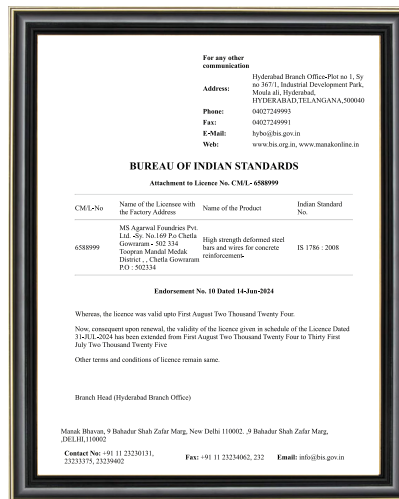 For any other
communication
Address:
Hyderabad Branch Office-Plot no 1, Sy
no 367/1, Industrial Development Park,
Moula ali, Hyderabad,
HYDERABAD,TELANGANA,500040
Phone: 04027249993
Fax: 04027249991
E-Mail: hybo@bis.gov.in
Web: www.bis.org.in, www.manakonline.in
BUREAU OF INDIAN STANDARDS
Attachment to Licence No. CM/L- 6588999
CM/L-No
Name of the Licensee with
the Factory Address
Name of the Product
Indian Standard
No.
6588999
MS Agarwal Foundries Pvt.
Ltd. -Sy. No.169 P.o Chetla
Gowraram - 502 334
Toopran Mandal Medak
District , , Chetla Gowraram
P.O : 502334
High strength deformed steel
bars and wires for concrete
reinforcement-
IS 1786 : 2008
Endorsement No. 10 Dated 14-Jun-2024
Whereas, the licence was valid upto First August Two Thousand Twenty Four.
Now, consequent upon renewal, the validity of the licence given in schedule of the Licence Dated
31-JUL-2024 has been extended from First August Two Thousand Twenty Four to Thirty First
July Two Thousand Twenty Five
Other terms and conditions of licence remain same.
Branch Head (Hyderabad Branch Office)
Manak Bhavan, 9 Bahadur Shah Zafar Marg, New Delhi 110002. ,9 Bahadur Shah Zafar Marg,
,DELHI,110002
Contact No: +91 11 23230131,
23233375, 23239402
Fax: +91 11 23234062, 232
Email: info@bis.gov.in